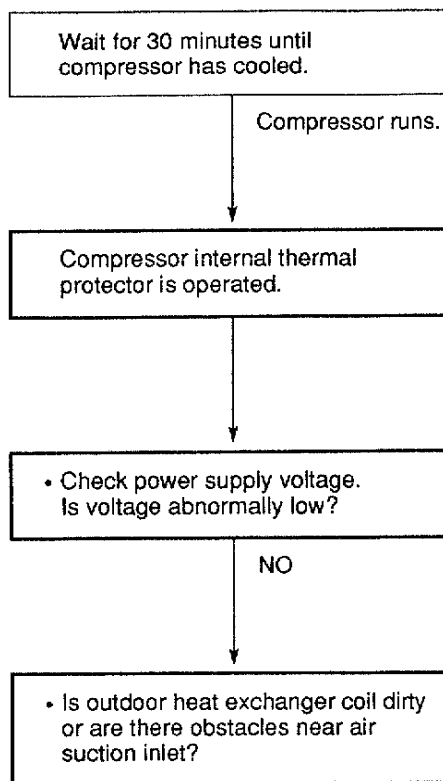 Wait for 30 minutes until
compressor has cooled.
Compressor runs.
Compressor internal thermal
protector is operated.
• Check power supply voltage.
Is voltage abnormally low?
NO
• Is outdoor heat exchanger coil dirty
or are there obstacles near air
suction inlet?